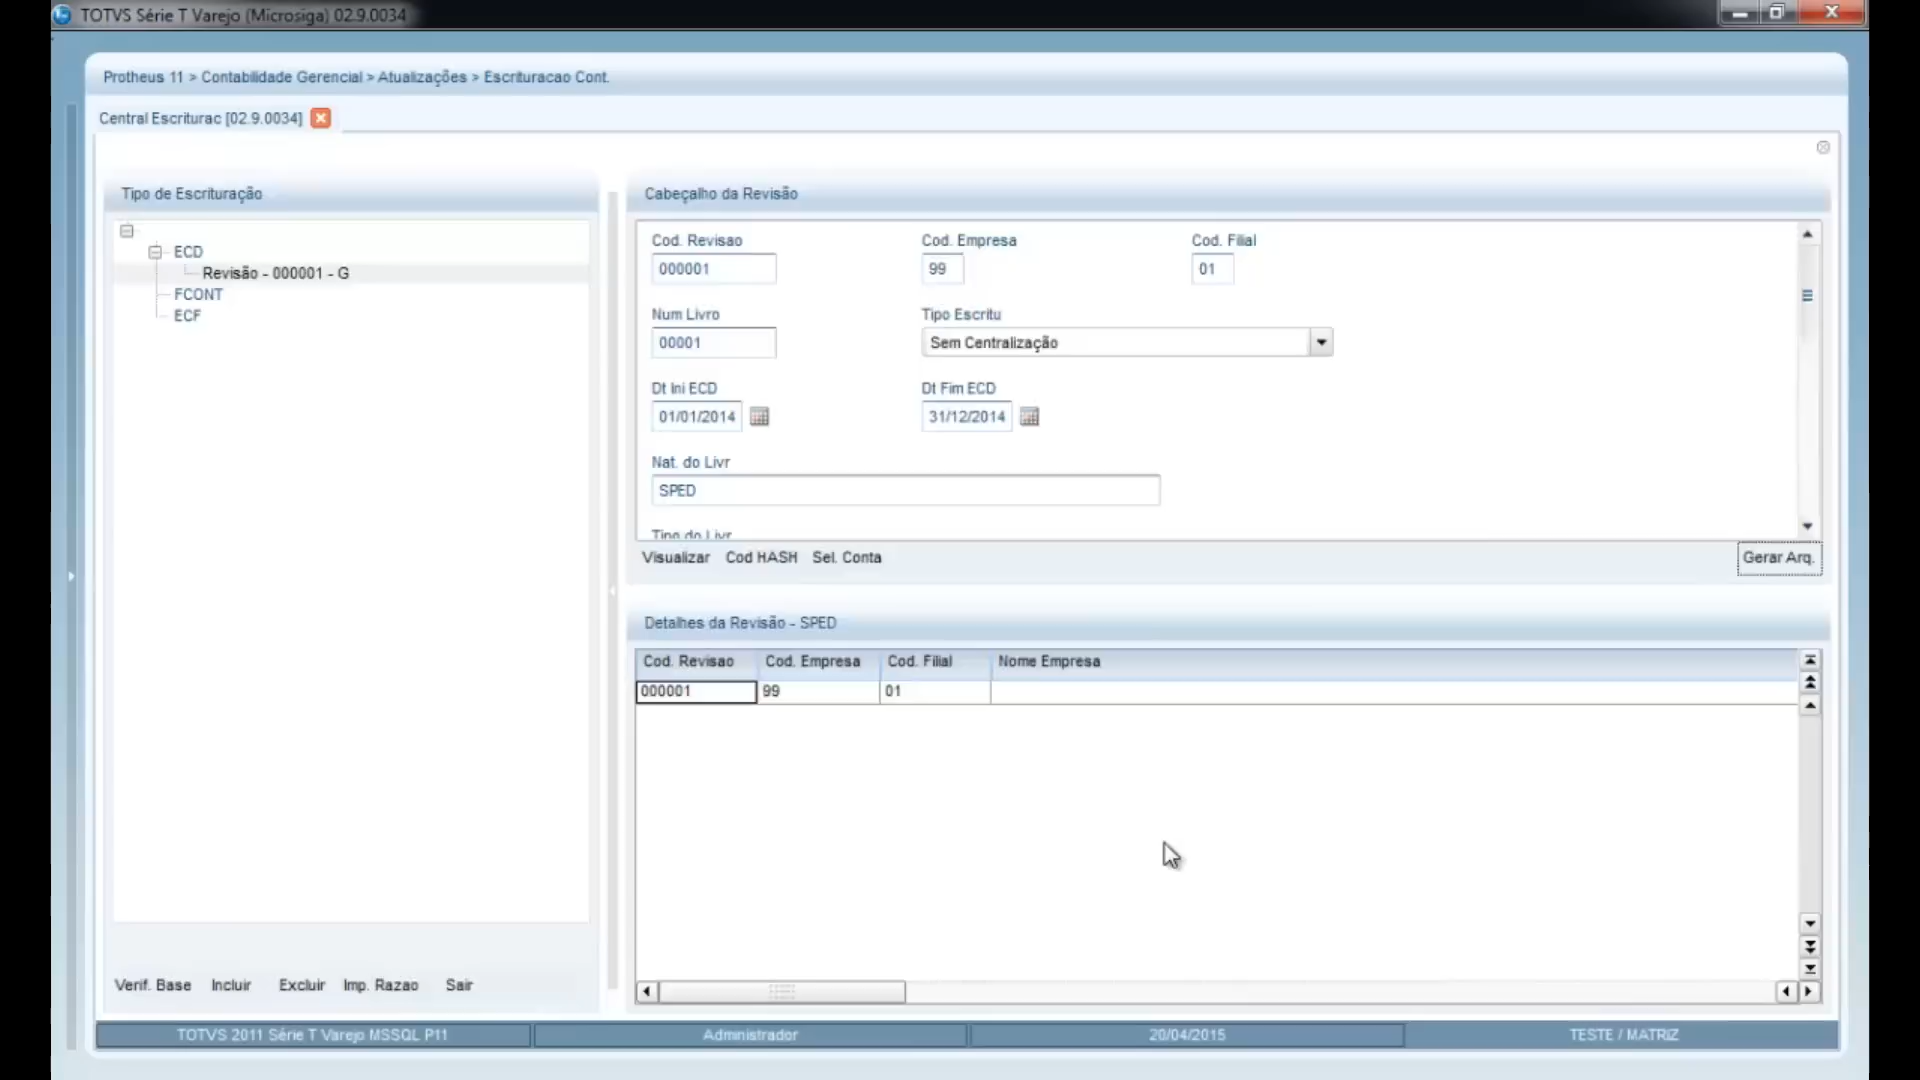 TOTVS Série T Varejo (Microsiga) 02.9.0034
Protheus 11 > Contabilidade Gerencial > Atualizações > Escrituracao Cont.
Central Escriturac [02.9.0034]
Tipo de Escrituração
ECD
Revisão - 000001 - G
FCONT
ECF
Verif. Base Incluir Excluir Imp. Razao Sair
Cabeçalho da Revisão
Cod. Revisao Cod. Empresa Cod. Filial
000001 99 01
Num Livro Tipo Escritu
00001 Sem Centralização
Dt Ini ECD Dt Fim ECD
01/01/2014 31/12/2014
Nat. do Livr
SPED
Tipo do Livr
Visualizar Cod HASH Sel. Conta Gerar Arq.
Detalhes da Revisão - SPED
Cod. Revisao Cod. Empresa Cod. Filial Nome Empresa
000001 99 01
TOTVS 2011 Série T Varejo MSSQL P11 Administrador 20/04/2015 TESTE / MATRIZ